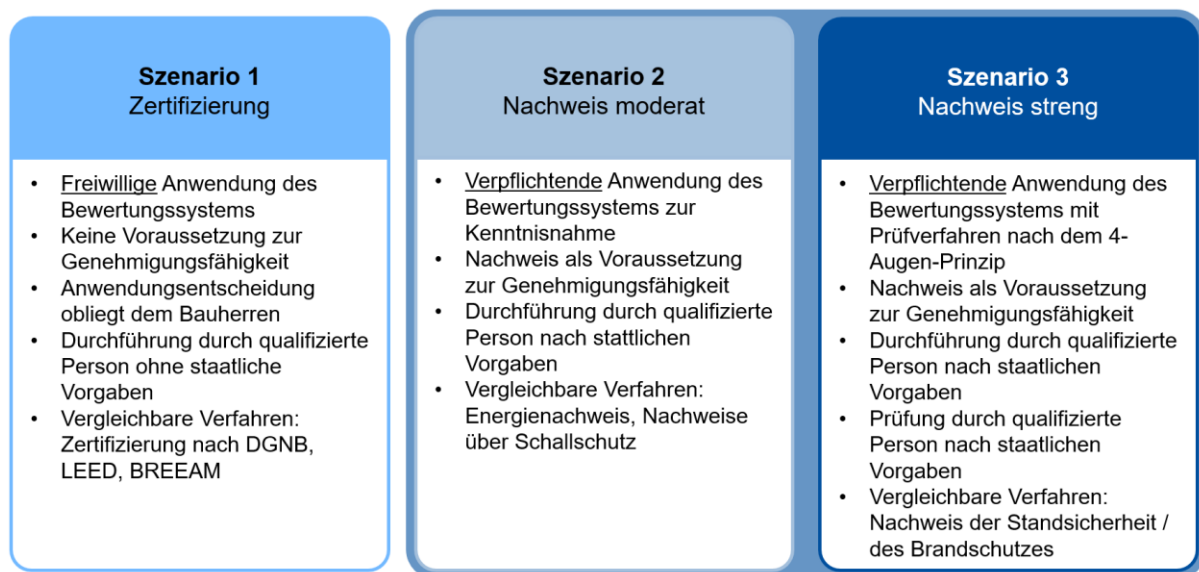 Szenario 1
Zertifizierung
• Freiwillige Anwendung des
Bewertungssystems
• Keine Voraussetzung zur
Genehmigungsfähigkeit
• Anwendungsentscheidung
obliegt dem Bauherren
• Durchführung durch qualifizierte
Person ohne staatliche
Vorgaben
• Vergleichbare Verfahren:
Zertifizierung nach DGNB,
LEED, BREEAM
Szenario 2
Nachweis moderat
• Verpflichtende Anwendung des
Bewertungssystems zur
Kenntnisnahme
• Nachweis als Voraussetzung
zur Genehmigungsfähigkeit
• Durchführung durch qualifizierte
Person nach stattlichen
Vorgaben
• Vergleichbare Verfahren:
Energienachweis, Nachweise
über Schallschutz
Szenario 3
Nachweis streng
• Verpflichtende Anwendung des
Bewertungssystems mit
Prüfverfahren nach dem 4-
Augen-Prinzip
• Nachweis als Voraussetzung
zur Genehmigungsfähigkeit
• Durchführung durch qualifizierte
Person nach staatlichen
Vorgaben
• Prüfung durch qualifizierte
Person nach staatlichen
Vorgaben
• Vergleichbare Verfahren:
Nachweis der Standsicherheit /
des Brandschutzes